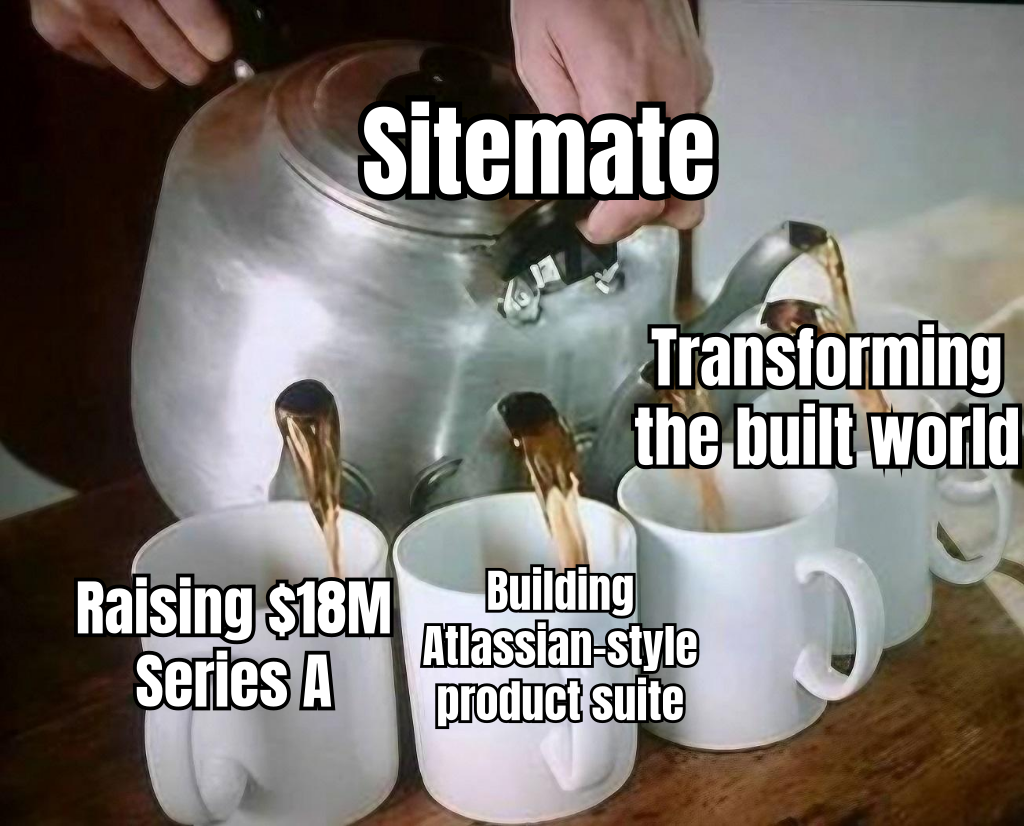 Sitemate
Transforming
the built world
Raising $18M
Series A
Building
Atlassian-style
product suite